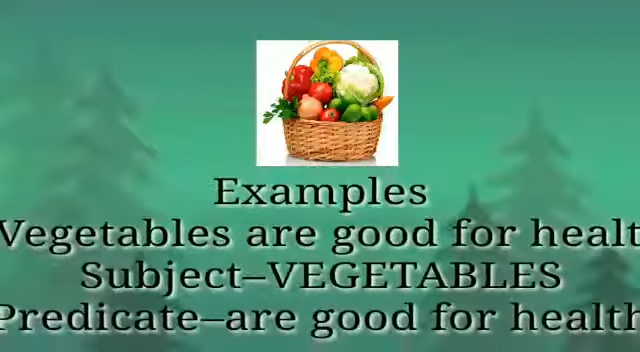 Examples
Vegetables are good for healt
Subject–VEGETABLES
Predicate–are good for health